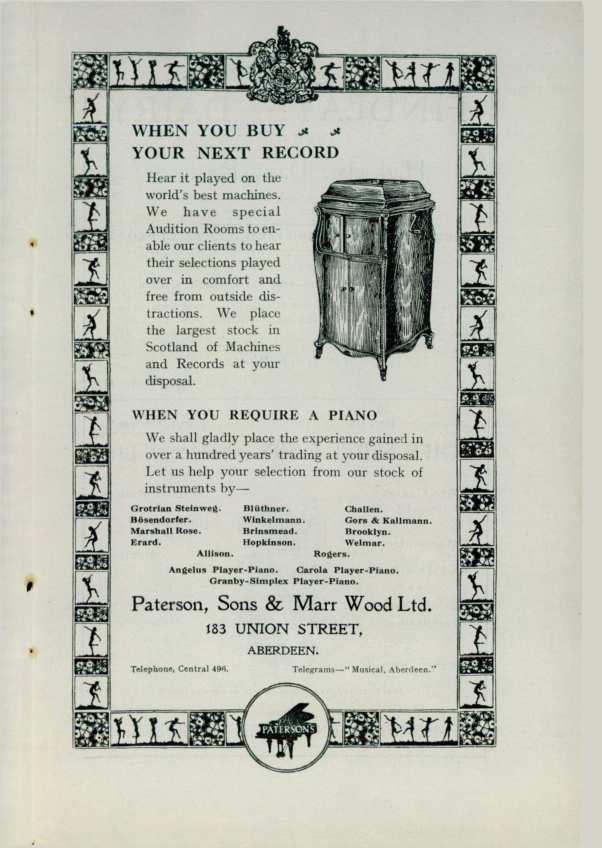 WHEN YOU BUY
YOUR NEXT RECORD
Hear it played on the
world's best machines.
We have special
Audition Rooms to en-
able our clients to hear
their selections played
over in comfort and
free from outside dis-
tractions. We place
the largest stock in
Scotland of Machines
and Records at your
disposal.
WHEN YOU REQUIRE A PIANO
We shall gladly place the experience gained in
over a hundred years' trading at your disposal.
Let us help your selection from our stock of
instruments by—
Grotrian Steinweg. Blüthner. Challen.
Bösendorfer. Winkelmann. Gors & Kallmann.
Marshall Rose. Brinsmead. Brooklyn.
Erard. Hopkinson. Welmar.
Allison. Rogers.
Angelus Player-Piano. Carola Player-Piano.
Granby-Simplex Player-Piano.
Paterson, Sons & Marr Wood Ltd.
183 UNION STREET,
ABERDEEN.
Telephone, Central 496. Telegrams—"Musical, Aberdeen."
PATERSON'S